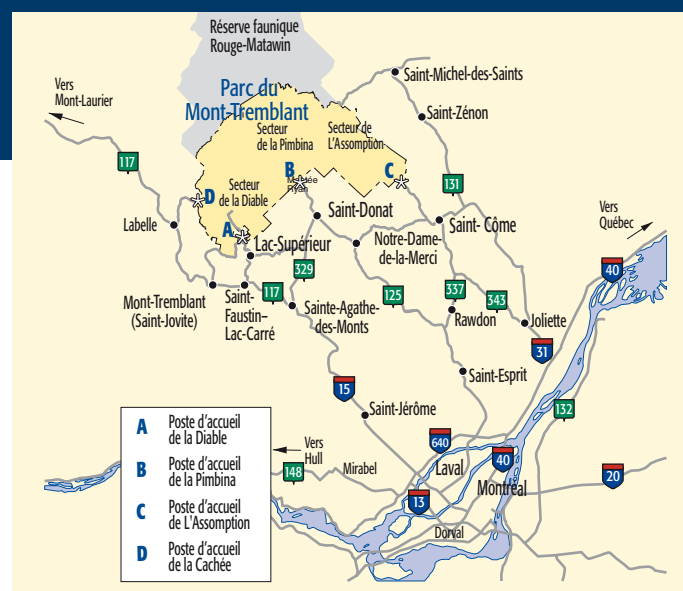 Réserve faunique
Rouge-Matawin
Vers
Mont-Laurier
Parc du
Mont-Tremblant
Saint-Michel-des-Saints
Saint-Zénon
Secteur
de la Pimbina
Secteur de
L'Assomption
117
B
C
131
D
Secteur
de la Diable
A
Labelle
Saint-Donat
Saint- Côme
Vers
Québec
Lac-Supérieur
Notre-Dame-
de-la-Merci
40
329
117
125
337
343
Mont-Tremblant
(Saint-Jovite)
Saint-
Faustin–
Lac-Carré
Sainte-Agathe-
des-Monts
Rawdon
Joliette
31
Saint-Esprit
15
132
Saint-Jérôme
A Poste d'accueil
de la Diable
B Poste d'accueil
de la Pimbina
C Poste d'accueil
de L'Assomption
D Poste d'accueil
de la Cachée
Vers
Hull
148
Mirabel
640
Laval
40
Montréal
20
13
Dorval